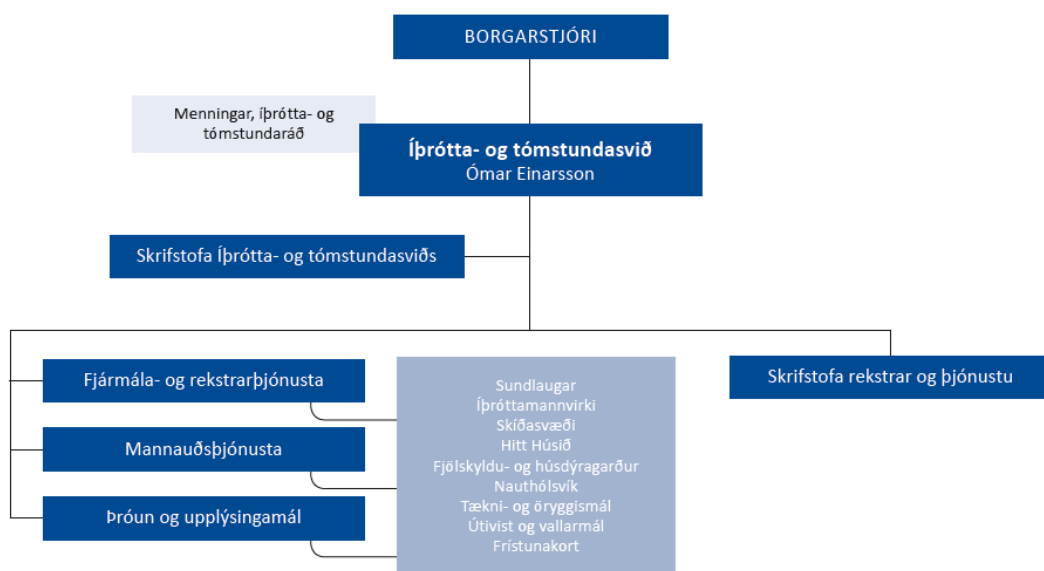 BORGARSTJÓRI
Menningar, íþrótta- og
tómstundaráð
Íþrótta- og tómstundasvið
Ómar Einarsson
Skrifstofa Íþrótta- og tómstundasviðs
Fjármála- og rekstrarþjónusta
Mannauðsþjónusta
Þróun og upplýsingamál
Sundlaugar
Íþróttamannvirki
Skíðasvæði
Hitt Húsið
Fjölskyldu- og húsdýragarður
Nauthólsvík
Tækni- og öryggismál
Útivist og vallarmál
Frístunakort
Skrifstofa rekstrar og þjónustu